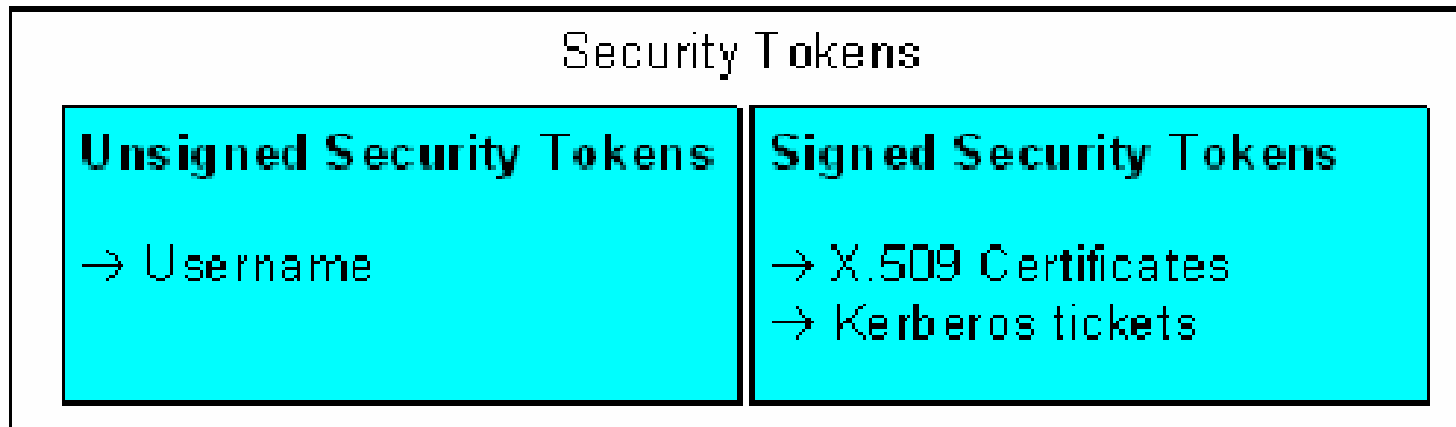 Security Tokens
Unsigned Security Tokens
→ Username
Signed Security Tokens
→ X.509 Certificates
→ Kerberos tickets